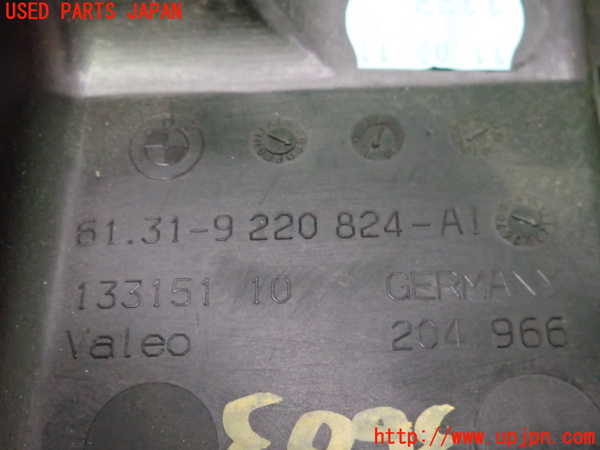 USED PARTS JAPAN
61.31-9 220 824-A1
133151 10 GERMANY
Valeo 204 966
http://www.upjpn.com